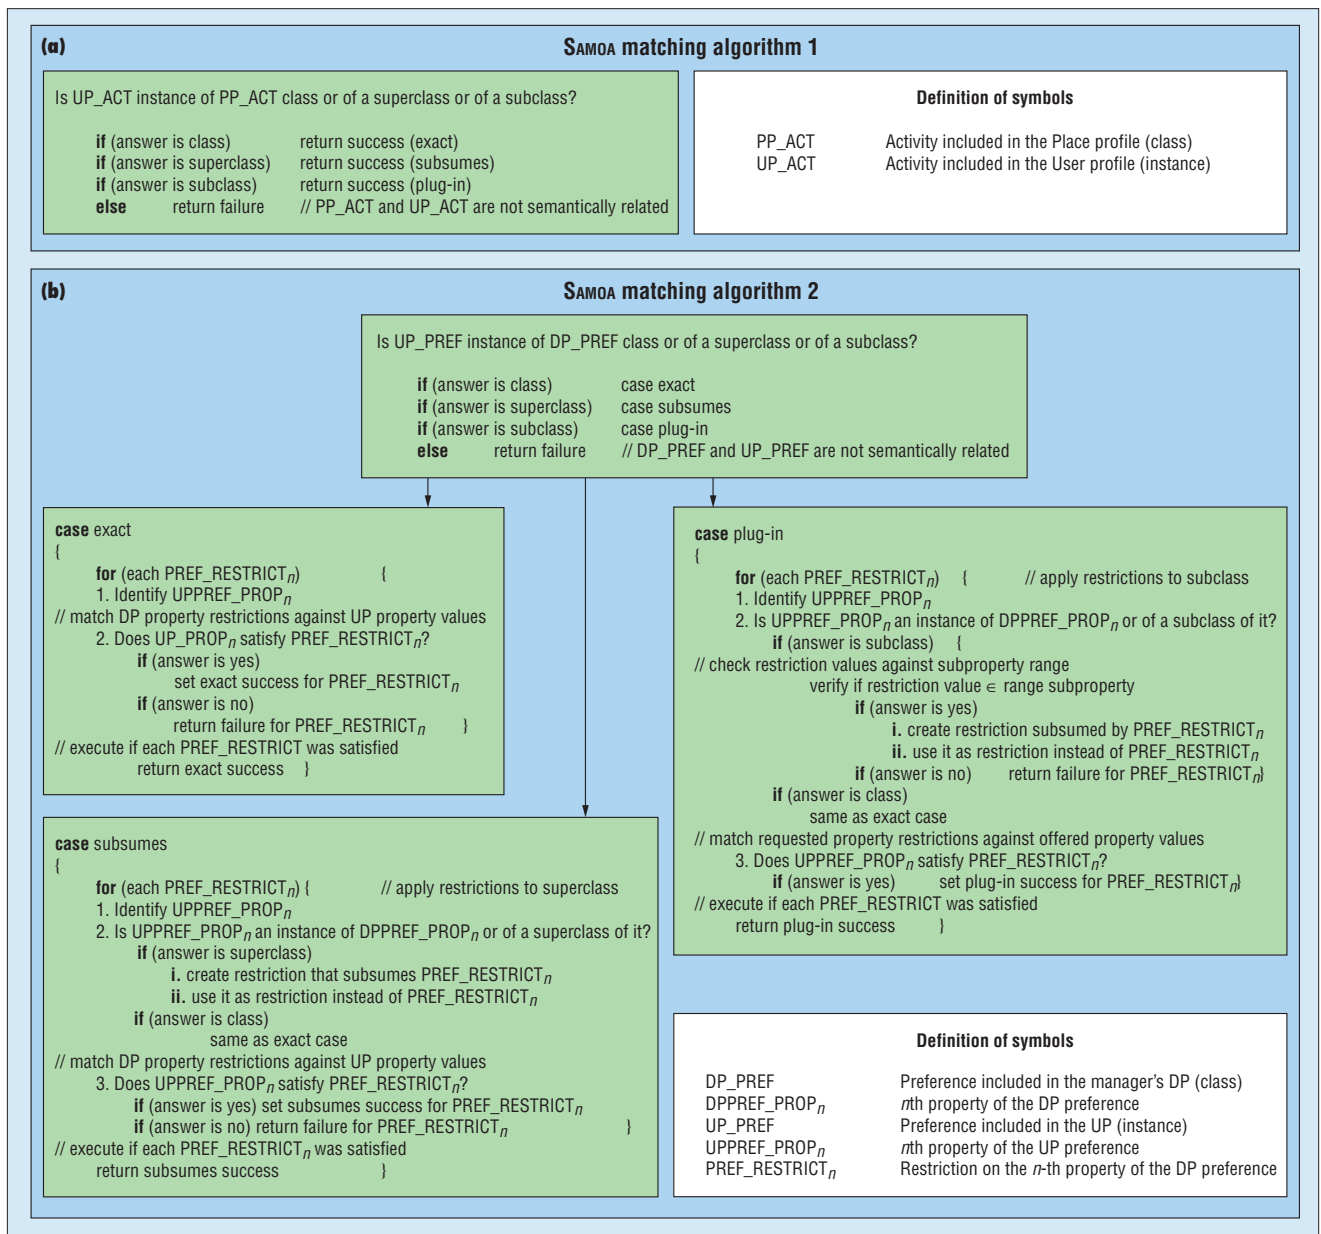 (a)
SAMOA matching algorithm 1
Is UP_ACT instance of PP_ACT class or of a superclass or of a subclass?
if (answer is class) return success (exact)
if (answer is superclass) return success (subsumes)
if (answer is subclass) return success (plug-in)
else return failure // PP_ACT and UP_ACT are not semantically related
Definition of symbols
PP_ACT Activity included in the Place profile (class)
UP_ACT Activity included in the User profile (instance)
(b)
SAMOA matching algorithm 2
Is UP_PREF instance of DP_PREF class or of a superclass or of a subclass?
if (answer is class) case exact
if (answer is superclass) case subsumes
if (answer is subclass) case plug-in
else return failure // DP_PREF and UP_PREF are not semantically related
case exact
{
for (each PREF_RESTRICTn) {
1. Identify UPPREF_PROPn
// match DP property restrictions against UP property values
2. Does UP_PROPn satisfy PREF_RESTRICTn?
if (answer is yes)
set exact success for PREF_RESTRICTn
if (answer is no)
return failure for PREF_RESTRICTn }
// execute if each PREF_RESTRICT was satisfied
return exact success }
case subsumes
{
for (each PREF_RESTRICTn) { // apply restrictions to superclass
1. Identify UPPREF_PROPn
2. Is UPPREF_PROPn an instance of DPPREF_PROPn or of a superclass of it?
if (answer is superclass)
i. create restriction that subsumes PREF_RESTRICTn
ii. use it as restriction instead of PREF_RESTRICTn
if (answer is class)
same as exact case
// match DP property restrictions against UP property values
3. Does UPPREF_PROPn satisfy PREF_RESTRICTn?
if (answer is yes) set subsumes success for PREF_RESTRICTn
if (answer is no) return failure for PREF_RESTRICTn }
// execute if each PREF_RESTRICTn was satisfied
return subsumes success }
case plug-in
{
for (each PREF_RESTRICTn) { // apply restrictions to subclass
1. Identify UPPREF_PROPn
2. Is UPPREF_PROPn an instance of DPPREF_PROPn or of a subclass of it?
if (answer is subclass) {
// check restriction values against subproperty range
verify if restriction value ∈ range subproperty
if (answer is yes)
i. create restriction subsumed by PREF_RESTRICTn
ii. use it as restriction instead of PREF_RESTRICTn
if (answer is no) return failure for PREF_RESTRICTn}
if (answer is class)
same as exact case
// match requested property restrictions against offered property values
3. Does UPPREF_PROPn satisfy PREF_RESTRICTn?
if (answer is yes) set plug-in success for PREF_RESTRICTn}
// execute if each PREF_RESTRICT was satisfied
return plug-in success }
Definition of symbols
DP_PREF Preference included in the manager's DP (class)
DPPREF_PROPn nth property of the DP preference
UP_PREF Preference included in the UP (instance)
UPPREF_PROPn nth property of the UP preference
PREF_RESTRICTn Restriction on the n-th property of the DP preference